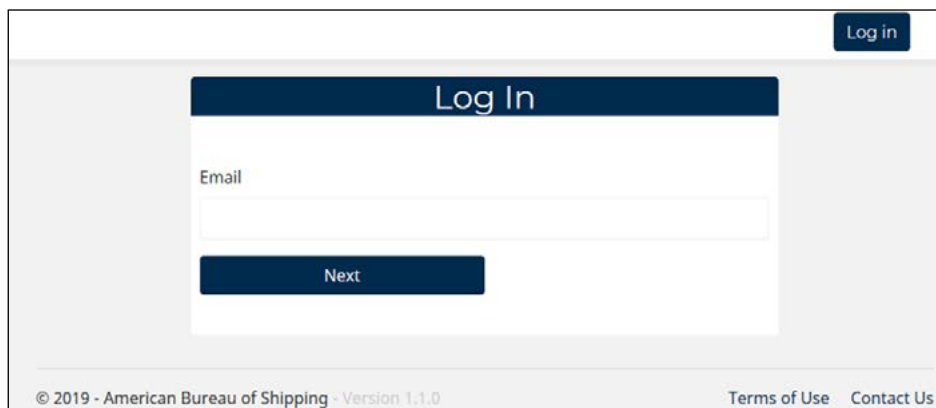 Log in
Log In
Email
Next
© 2019 - American Bureau of Shipping - Version 1.1.0 Terms of Use Contact Us